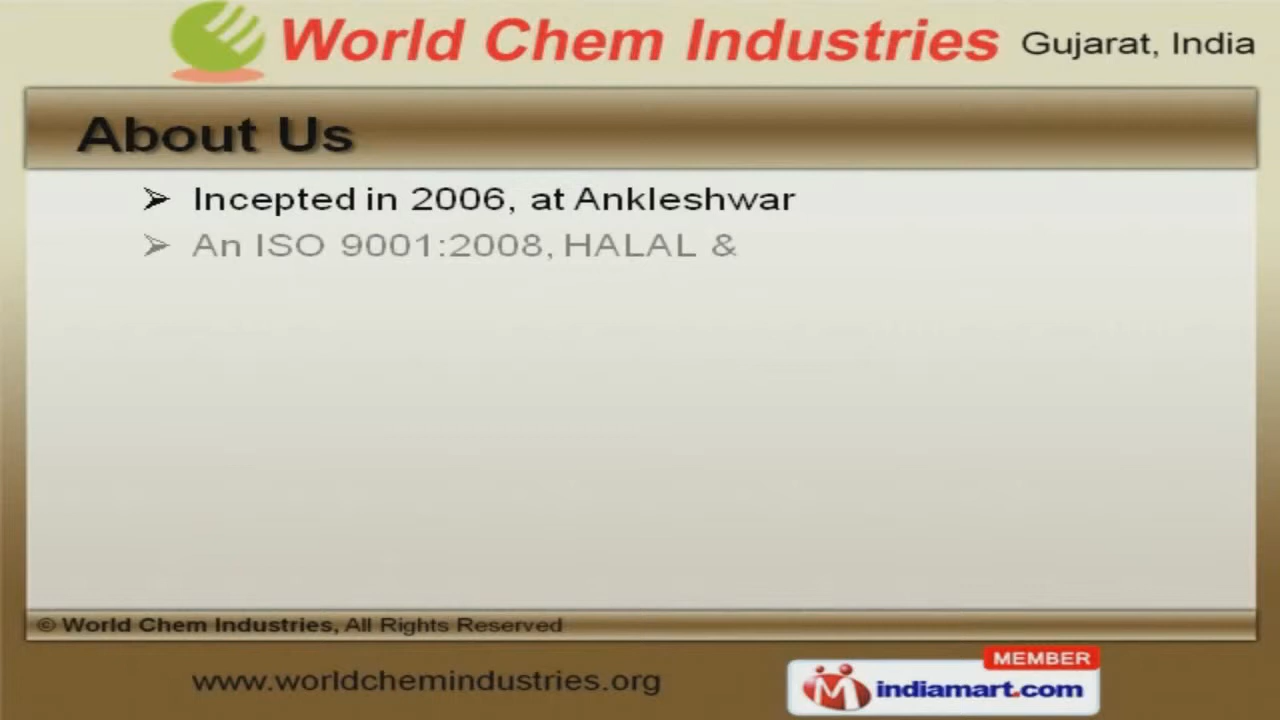 World Chem Industries Gujarat, India
About Us
➢ Incepted in 2006, at Ankleshwar
➢ An ISO 9001:2008, HALAL &
© World Chem Industries, All Rights Reserved
MEMBER
www.worldchemindustries.org
indiamart.com